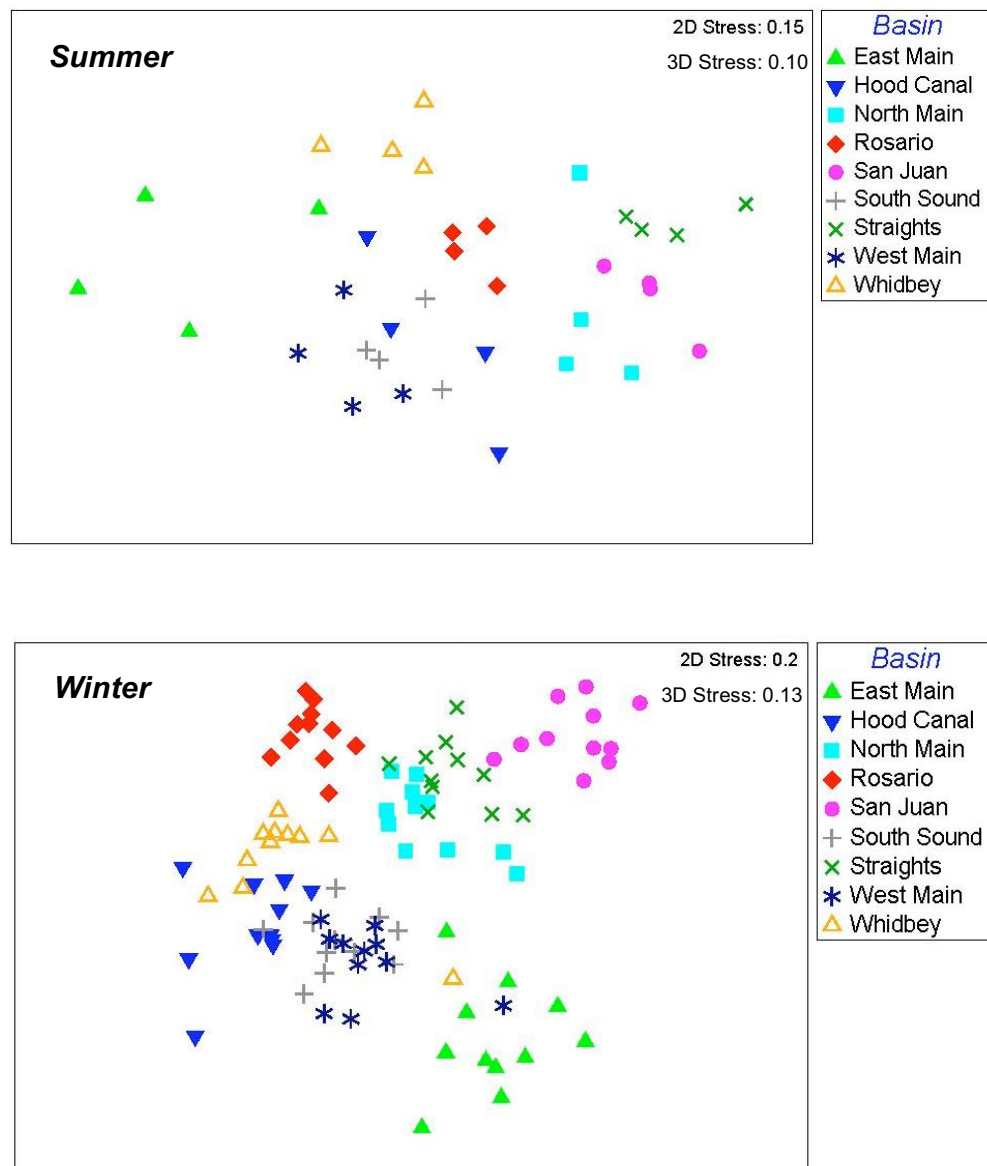 Summer
2D Stress: 0.15
3D Stress: 0.10
Basin
East Main
Hood Canal
North Main
Rosario
San Juan
South Sound
Straights
West Main
Whidbey
Winter
2D Stress: 0.2
3D Stress: 0.13
Basin
East Main
Hood Canal
North Main
Rosario
San Juan
South Sound
Straights
West Main
Whidbey